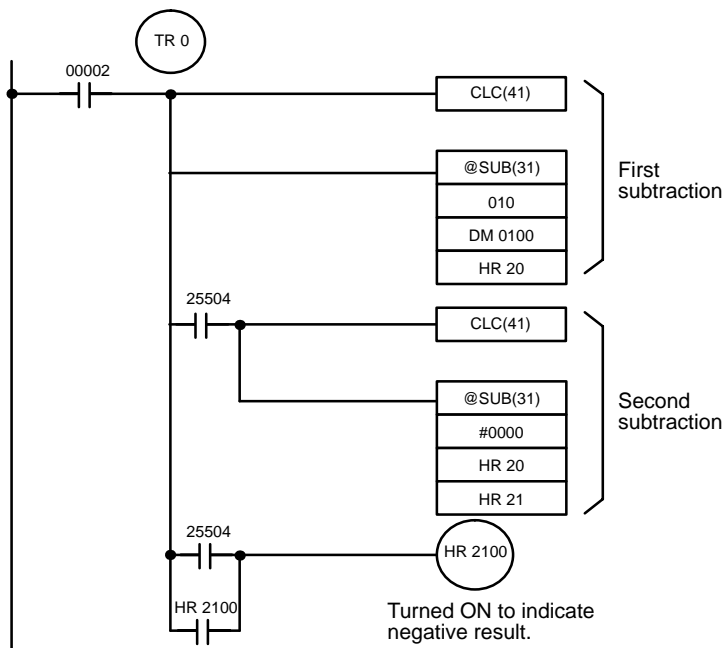 TR 0
00002
CLC(41)
@SUB(31)
010
DM 0100
HR 20
First
subtraction
25504
CLC(41)
@SUB(31)
#0000
HR 20
HR 21
Second
subtraction
25504
HR 2100
HR 2100
Turned ON to indicate
negative result.